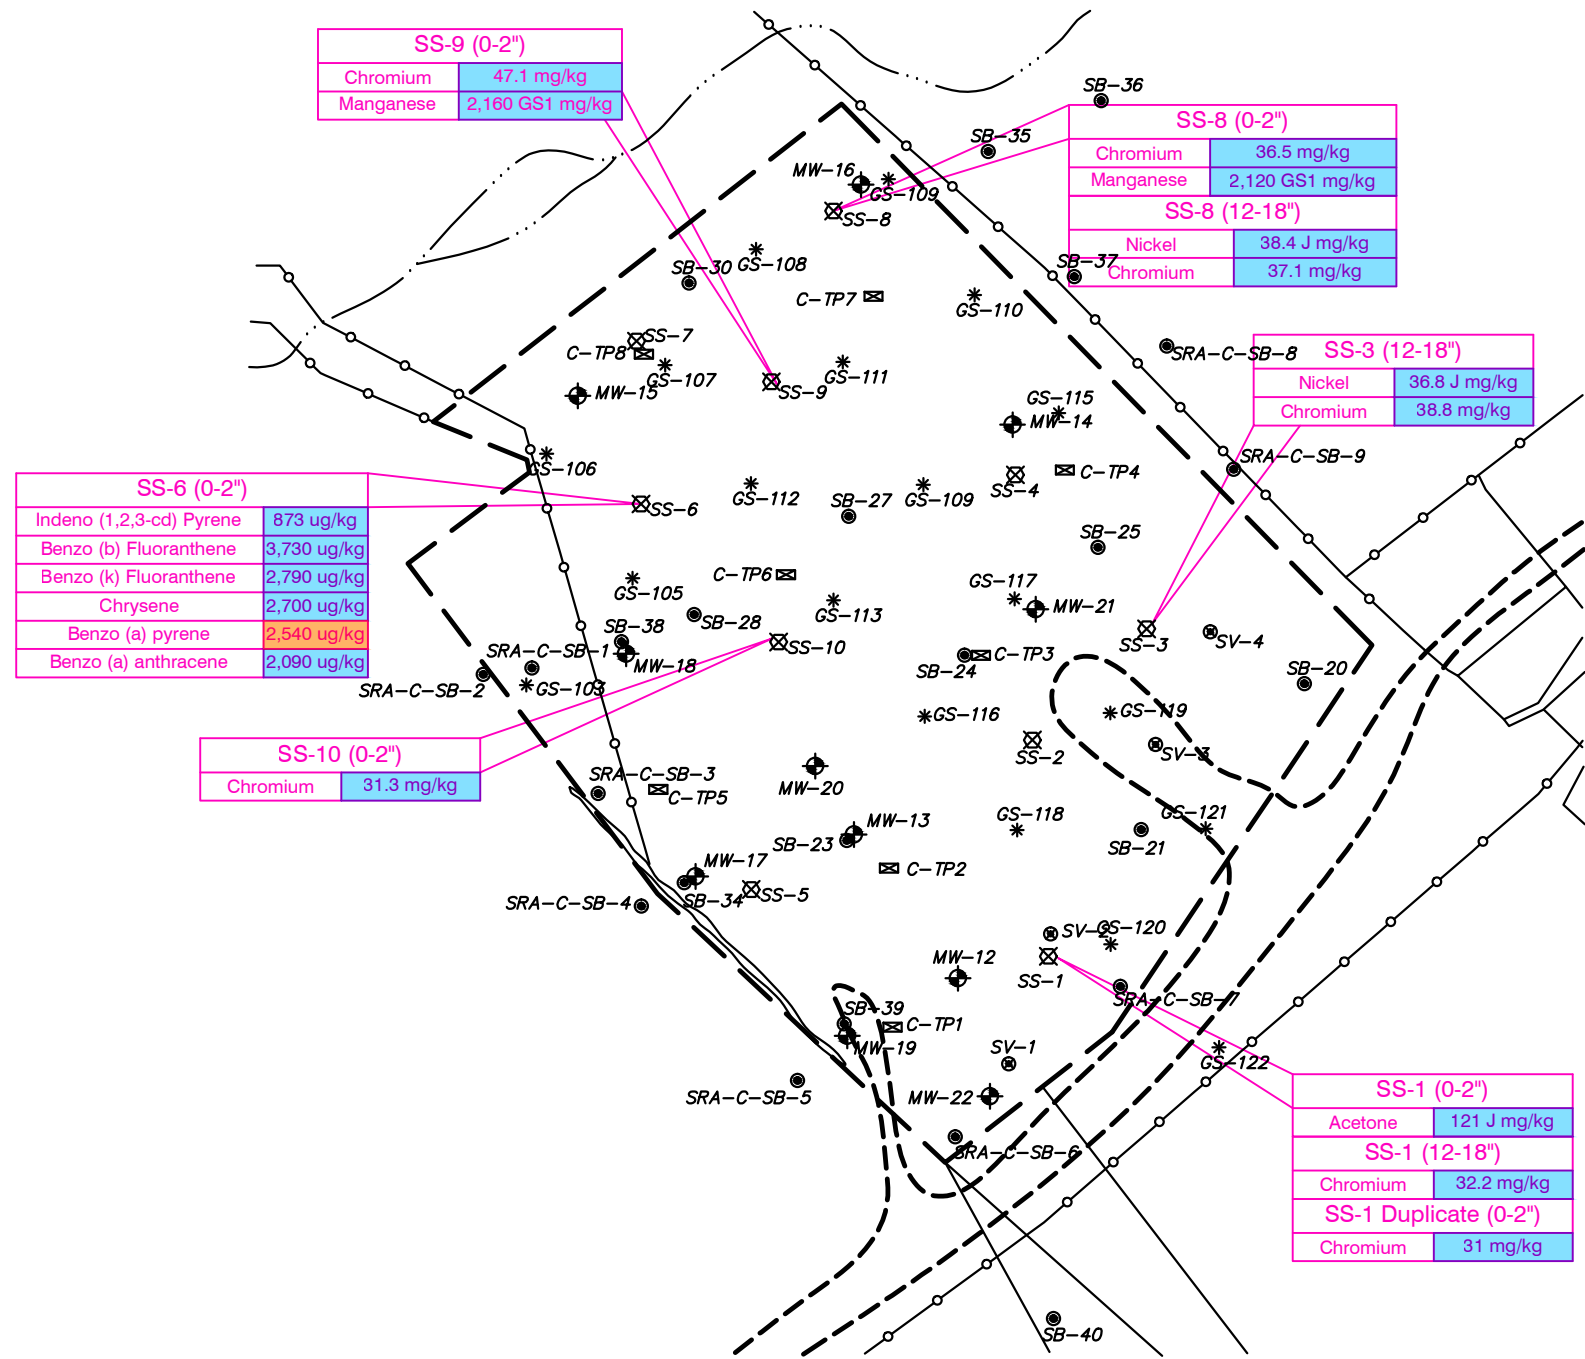 SS-9 (0-2")
Chromium 47.1 mg/kg
Manganese 2,160 GS1 mg/kg
SB-36
SS-8 (0-2")
Chromium 36.5 mg/kg
Manganese 2,120 GS1 mg/kg
SS-8 (12-18")
Nickel 38.4 J mg/kg
Chromium 37.1 mg/kg
SB-35
MW-16
GS-109
SS-8
GS-108
SB-30
SB-37
C-TP7
GS-110
SS-7
C-TP8
GS-107
SRA-C-SB-8
SS-3 (12-18")
Nickel 36.8 J mg/kg
Chromium 38.8 mg/kg
GS-111
MW-15
SS-9
GS-115
MW-14
SRA-C-SB-9
GS-106
C-TP4
SS-4
GS-112
GS-109
SB-27
SS-6
SS-6 (0-2")
Indeno (1,2,3-cd) Pyrene 873 ug/kg
Benzo (b) Fluoranthene 3,730 ug/kg
Benzo (k) Fluoranthene 2,790 ug/kg
Chrysene 2,700 ug/kg
Benzo (a) pyrene 2,540 ug/kg
Benzo (a) anthracene 2,090 ug/kg
SB-25
C-TP6
GS-117
GS-105
GS-113
MW-21
SB-28
SB-38
SS-10
SS-3
SV-4
SRA-C-SB-1
MW-18
C-TP3
SB-24
SB-20
SRA-C-SB-2
GS-103
GS-116
GS-119
SS-2
SV-3
SS-10 (0-2")
Chromium 31.3 mg/kg
SRA-C-SB-3
C-TP5
MW-20
GS-118
GS-121
MW-13
SB-23
SB-21
MW-17
C-TP2
SB-34
SS-5
SRA-C-SB-4
SV-2
GS-120
MW-12
SS-1
SRA-C-SB-7
SB-39
C-TP1
MW-19
SV-1
GS-122
SRA-C-SB-5
MW-22
SS-1 (0-2")
Acetone 121 J mg/kg
SS-1 (12-18")
Chromium 32.2 mg/kg
SS-1 Duplicate (0-2")
Chromium 31 mg/kg
SRA-C-SB-6
SB-40